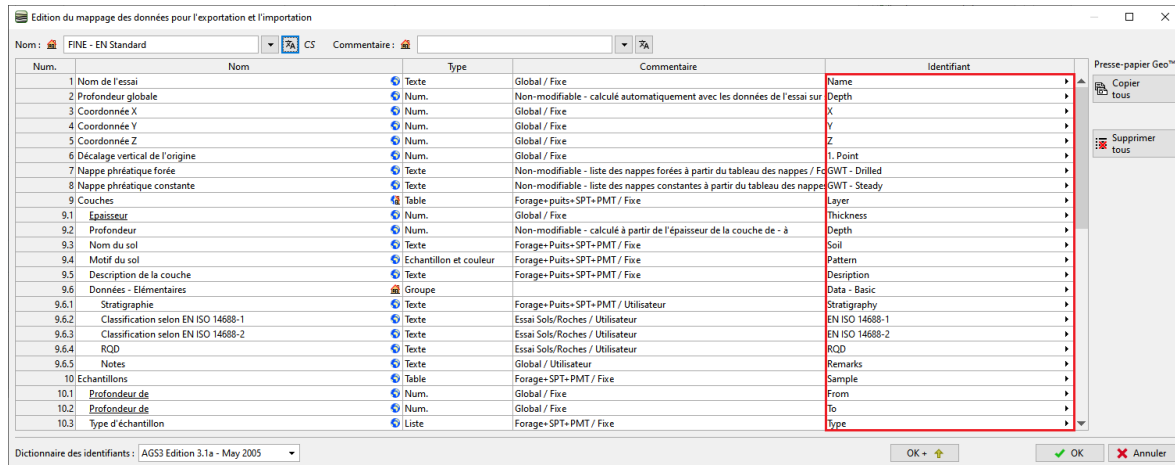 Edition du mappage des données pour l'exportation et l'importation
Nom : FINE - EN Standard CS Commentaire :
Num. Nom Type Commentaire Identifiant
1 Nom de l'essai Texte Global / Fixe Name
2 Profondeur globale Num. Non-modifiable - calculé automatiquement avec les données de l'essai sur Depth
3 Coordonnée X Num. Global / Fixe X
4 Coordonnée Y Num. Global / Fixe Y
5 Coordonnée Z Num. Global / Fixe Z
6 Décalage vertical de l'origine Num. Global / Fixe 1. Point
7 Nappe phréatique forée Non-modifiable - liste des nappes forées à partir du tableau des nappes / Fo GWT - Drilled
8 Nappe phréatique constante Non-modifiable - liste des nappes constantes à partir du tableau des nappes GWT - Steady
9 Couches Table Forage+puits+SPT+PMT / Fixe Layer
9.1 Epaisseur Num. Global / Fixe Thickness
9.2 Profondeur Num. Non-modifiable - calculé à partir de l'épaisseur de la couche de - à Depth
9.3 Nom du sol Texte Forage+Puits+SPT+PMT / Fixe Soil
9.4 Motif du sol Echantillon et couleur Forage+Puits+SPT+PMT / Fixe Pattern
9.5 Description de la couche Texte Forage+Puits+SPT+PMT / Fixe Desription
9.6 Données - Elémentaires Groupe Data - Basic
9.6.1 Stratigraphie Texte Forage+Puits+SPT+PMT / Utilisateur Stratigraphy
9.6.2 Classification selon EN ISO 14688-1 Texte Essai Sols/Roches / Utilisateur EN ISO 14688-1
9.6.3 Classification selon EN ISO 14688-2 Texte Essai Sols/Roches / Utilisateur EN ISO 14688-2
9.6.4 RQD Texte Essai Sols/Roches / Utilisateur RQD
9.6.5 Notes Texte Global / Utilisateur Remarks
10 Echantillons Table Forage+SPT+PMT / Fixe Sample
10.1 Profondeur de Num. Global / Fixe From
10.2 Profondeur de Num. Global / Fixe To
10.3 Type d'échantillon Liste Forage+SPT+PMT / Fixe Type
Presse-papier Geo™
Copier
tous
Supprimer
tous
Dictionnaire des identifiants : AGS3 Edition 3.1a - May 2005 OK + OK Annuler